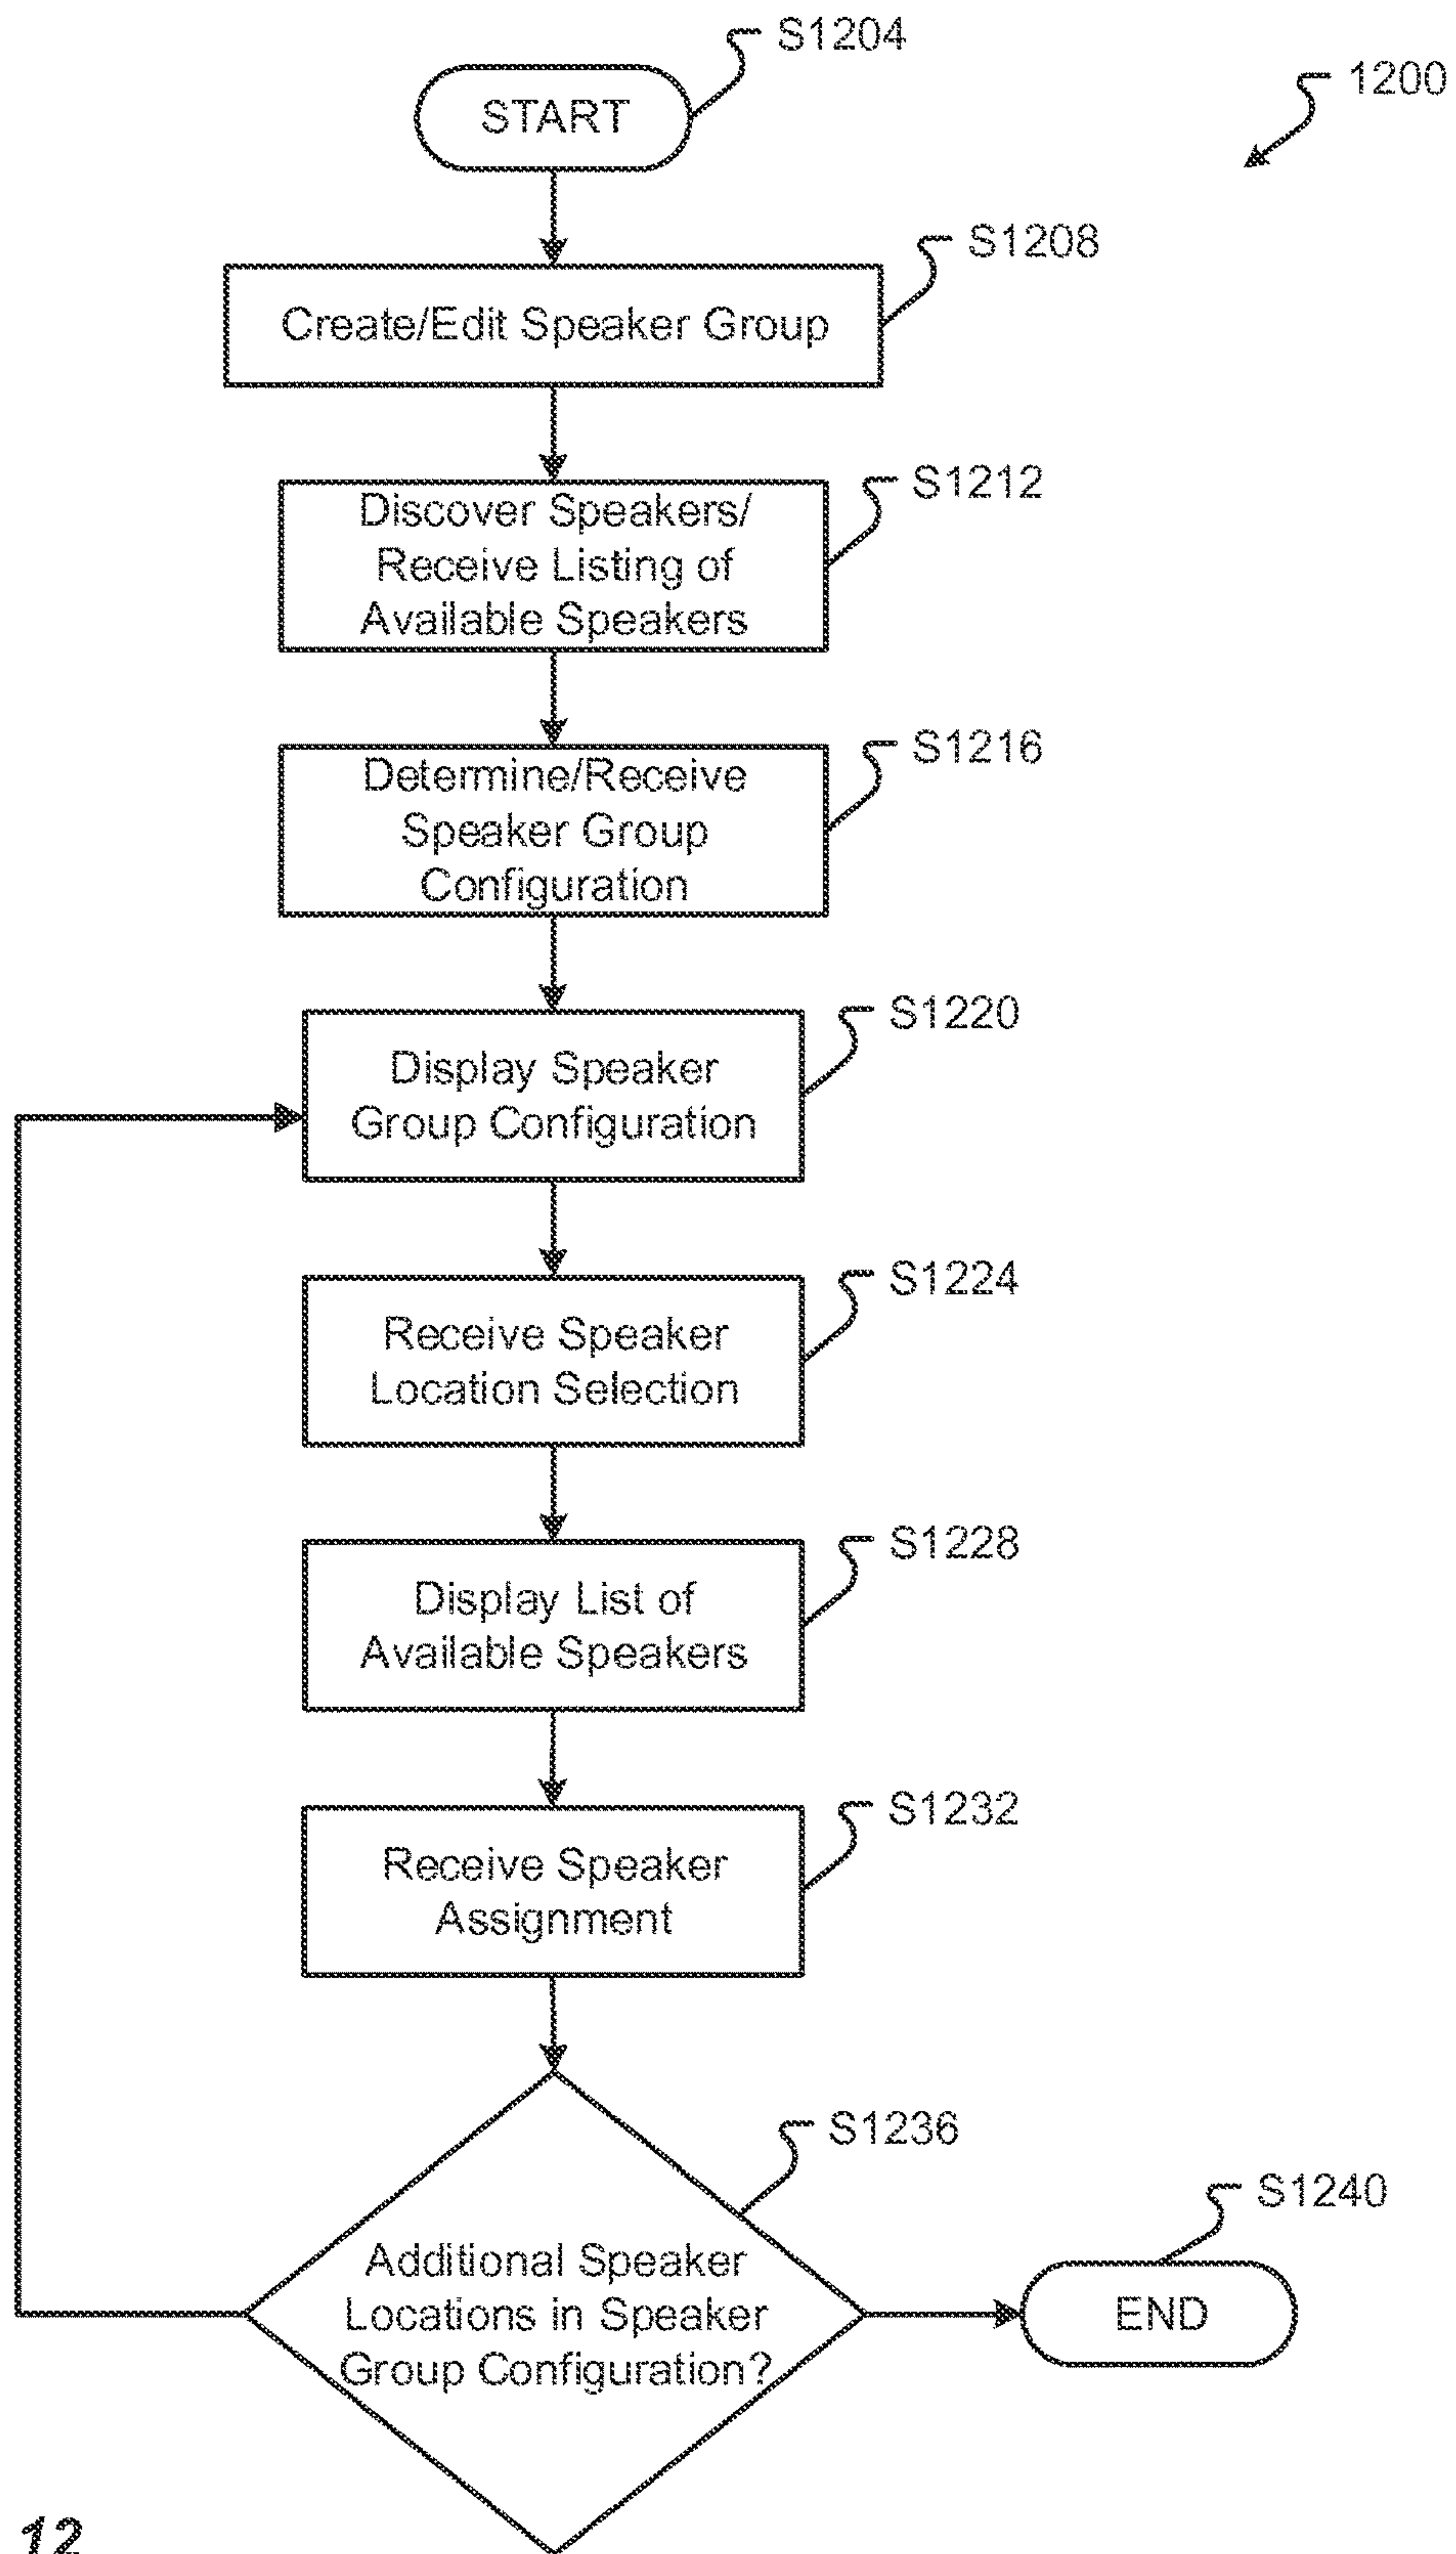 S1204
1200
START
S1208
Create/Edit Speaker Group
S1212
Discover Speakers/
Receive Listing of
Available Speakers
S1216
Determine/Receive
Speaker Group
Configuration
S1220
Display Speaker
Group Configuration
S1224
Receive Speaker
Location Selection
S1228
Display List of
Available Speakers
S1232
Receive Speaker
Assignment
S1236
Additional Speaker
Locations in Speaker
Group Configuration?
S1240
END
12